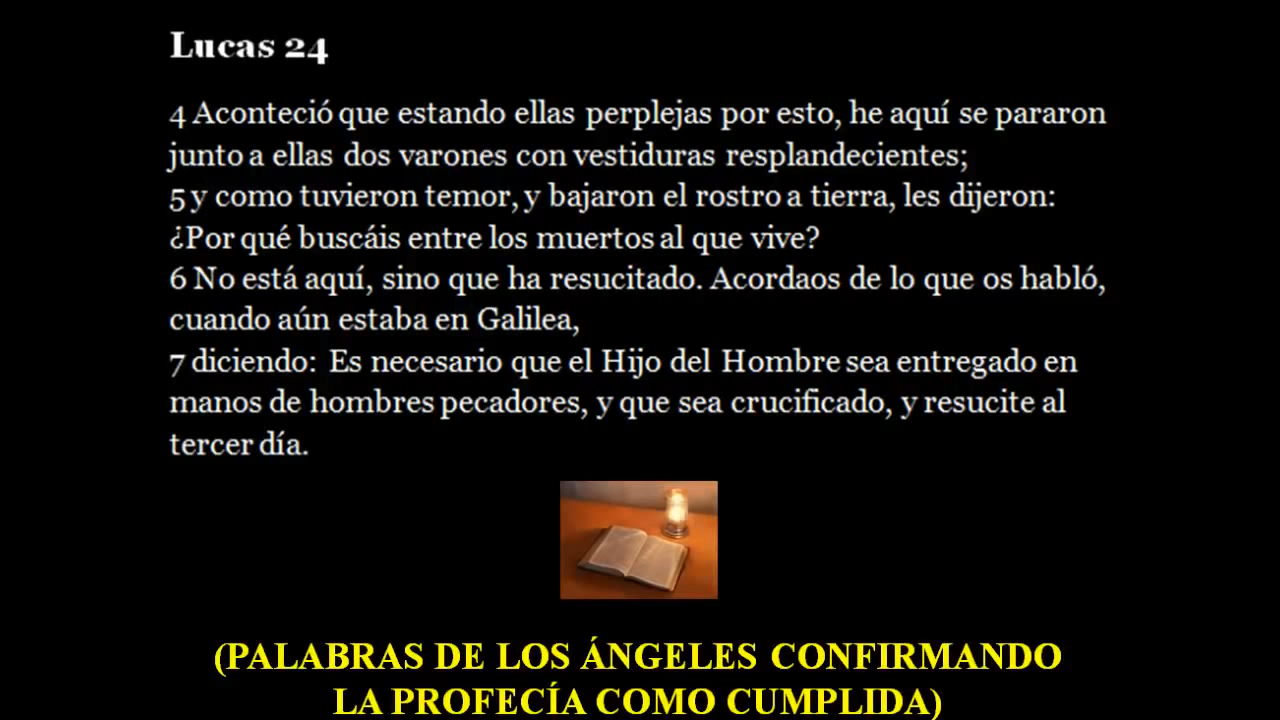 Lucas 24
4 Aconteció que estando ellas perplejas por esto, he aquí se pararon
junto a ellas dos varones con vestiduras resplandecientes;
5 y como tuvieron temor, y bajaron el rostro a tierra, les dijeron:
¿Por qué buscáis entre los muertos al que vive?
6 No está aquí, sino que ha resucitado. Acordaos de lo que os habló,
cuando aún estaba en Galilea,
7 diciendo: Es necesario que el Hijo del Hombre sea entregado en
manos de hombres pecadores, y que sea crucificado, y resucite al
tercer día.
(PALABRAS DE LOS ÁNGELES CONFIRMANDO
LA PROFECÍA COMO CUMPLIDA)